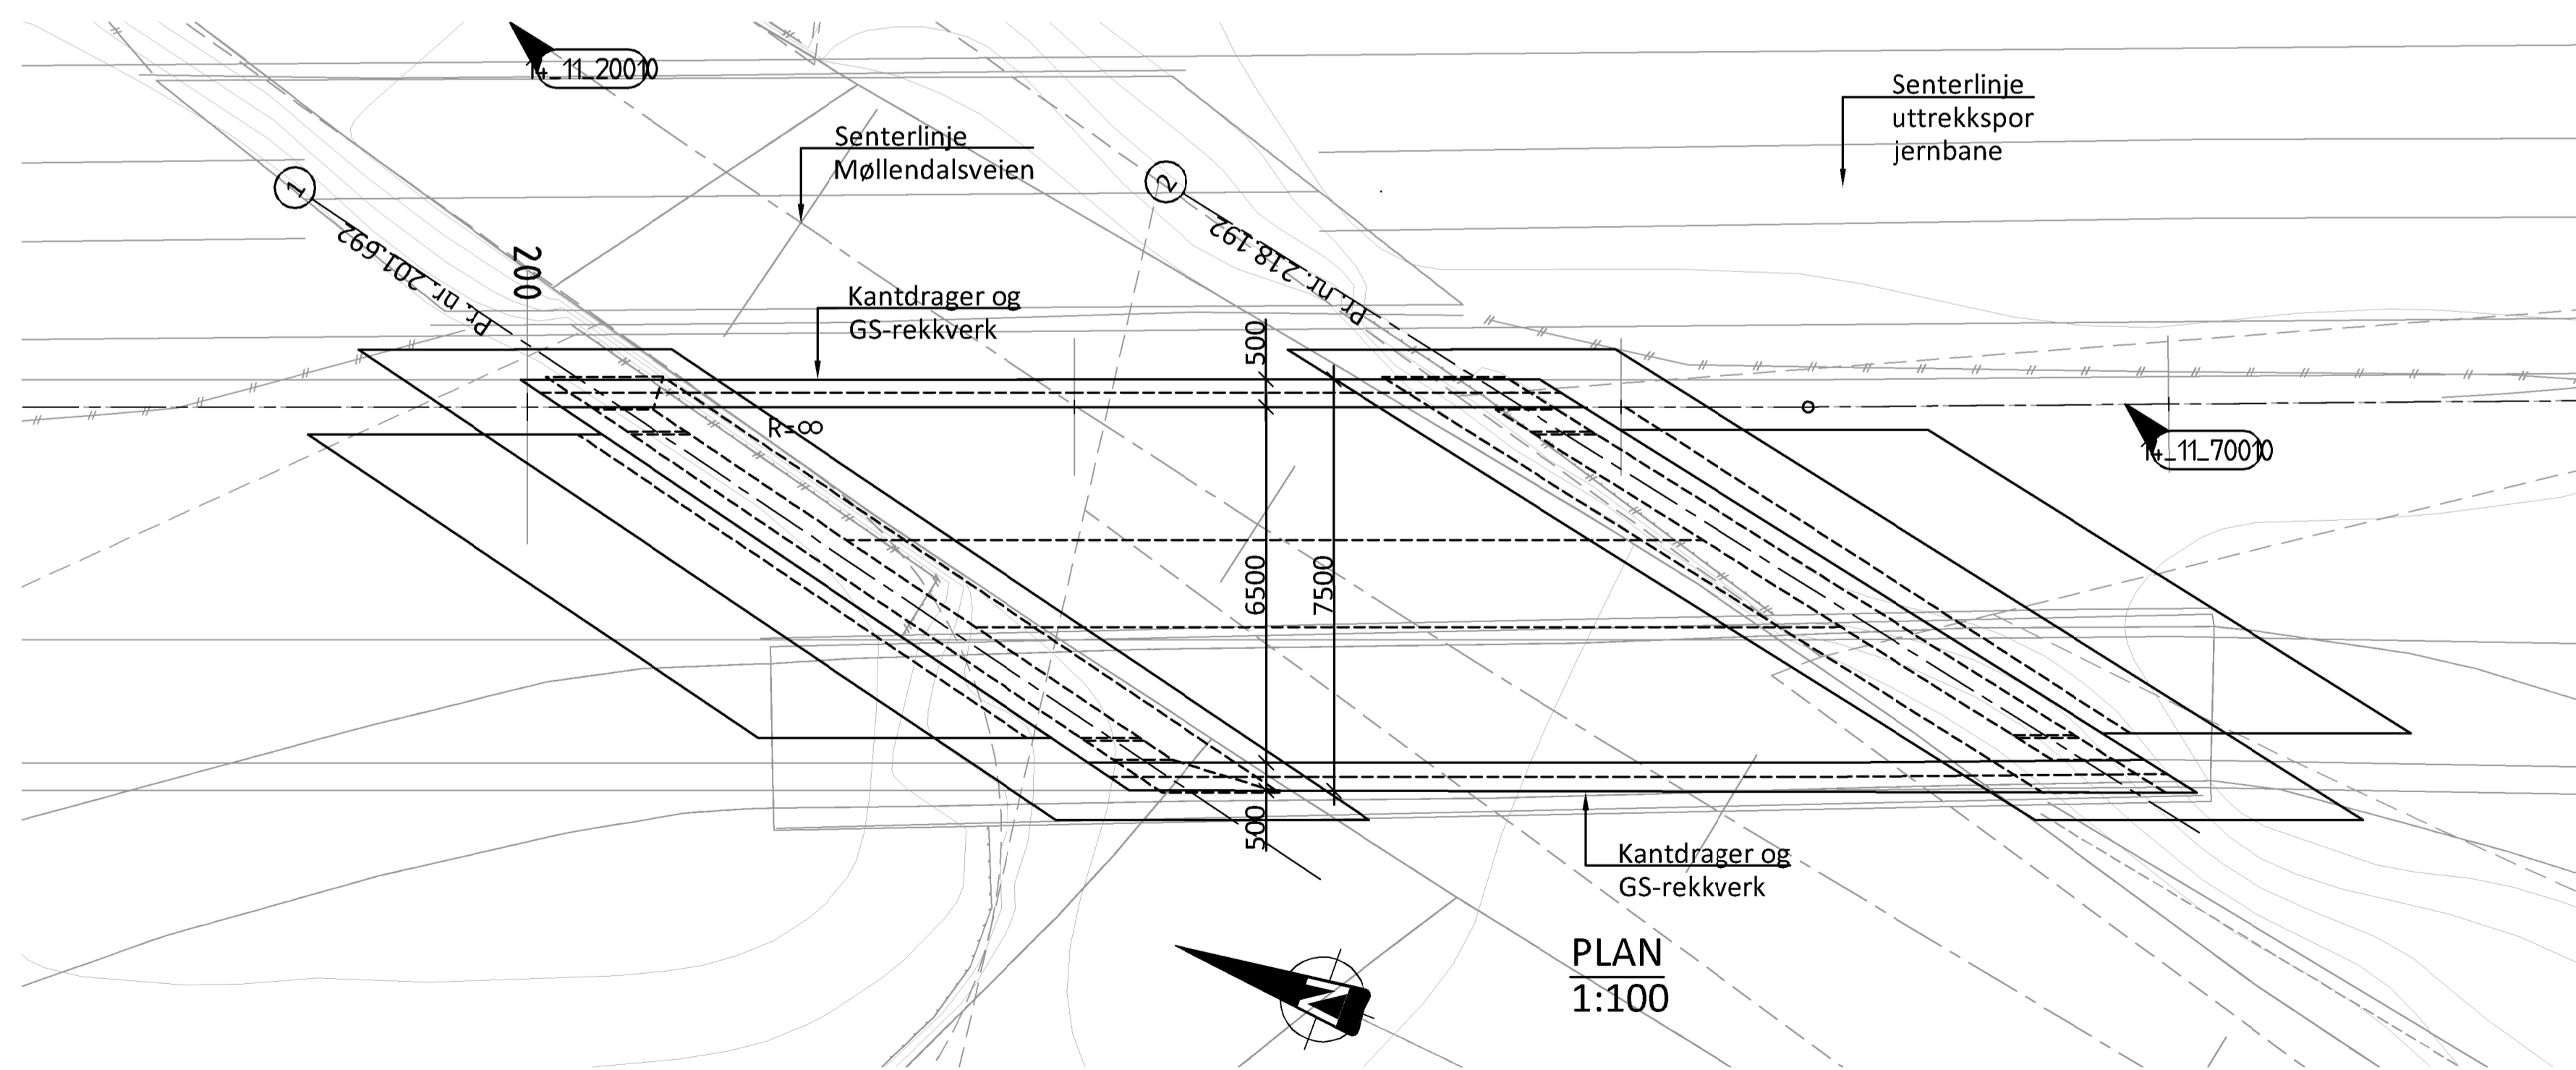 14_11_20010
Senterlinje
Møllendalsveien
Senterlinje
uttrekkspor
jernbane
1
2
Pr. nr. 201.692
Pr. nr. 218.192
200
Kantdrager og
GS-rekkverk
500
R=∞
14_11_70010
6500
7500
500
Kantdrager og
GS-rekkverk
PLAN
1:100
N